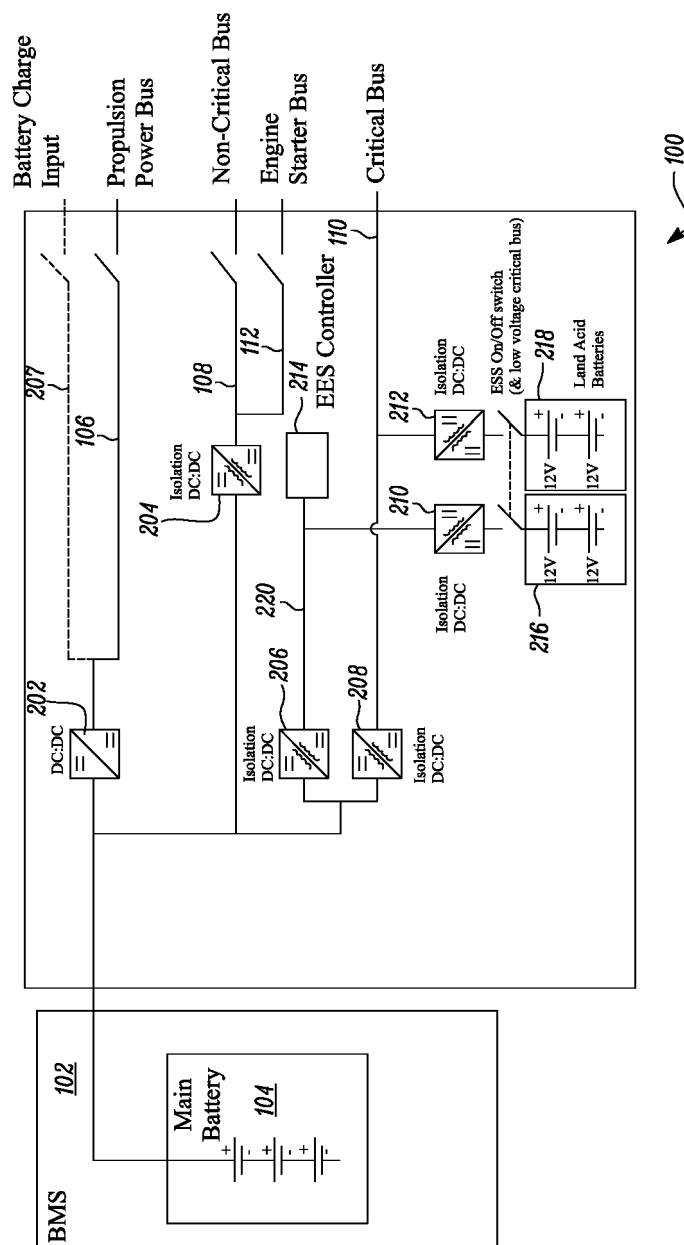 BMS
102
Main
Battery
104
+
-
+
-
+
-
Battery Charge
Input
Propulsion
Power Bus
Non-Critical Bus
Engine
Starter Bus
Critical Bus
207
106
202
DC:DC
108
112
Isolation
DC:DC
204
EES Controller
214
110
220
206
Isolation
DC:DC
208
Isolation
DC:DC
Isolation
DC:DC
210
Isolation
DC:DC
212
ESS On/Off switch
(& low voltage critical bus)
216
12V
+
-
12V
+
-
218
12V
+
-
12V
+
-
Land Acid
Batteries
100